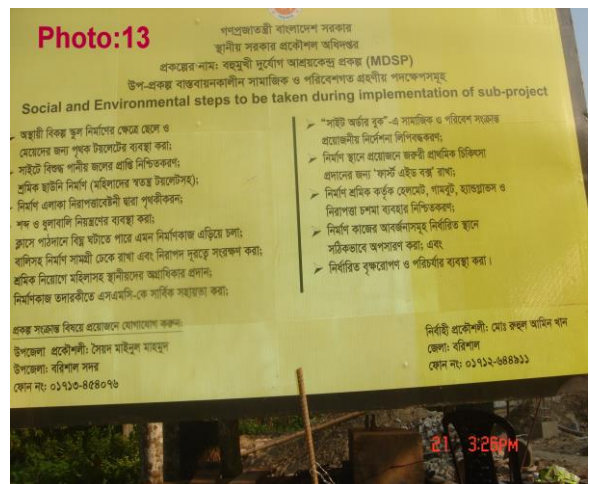 Photo:13
গণপ্রজাতন্ত্রী বাংলাদেশ সরকার
স্থানীয় সরকার প্রকৌশল অধিদপ্তর
প্রকল্পের নাম: বহুমুখী দুর্যোগ আশ্রয়কেন্দ্র প্রকল্প (MDSP)
উপ-প্রকল্প বাস্তবায়নকালীন সামাজিক ও পরিবেশগত গ্রহণীয় পদক্ষেপসমূহ
Social and Environmental steps to be taken during implementation of sub-project
➢ অস্থায়ী বিকল্প স্কুল নির্মাণের ক্ষেত্রে ছেলে ও
মেয়েদের জন্য পৃথক টয়লেটের ব্যবস্থা করা;
➢ সাইটে বিশুদ্ধ পানীয় জলের প্রাপ্তি নিশ্চিতকরণ;
শ্রমিক ছাউনি নির্মাণ (মহিলাদের স্বতন্ত্র টয়লেটসহ);
নির্মাণ এলাকা নিরাপত্তাবেষ্টনী দ্বারা পৃথকীকরন;
শব্দ ও ধুলাবালি নিয়ন্ত্রণের ব্যবস্থা করা;
ক্লাসে পাঠদানে বিঘ্ন ঘটাতে পারে এমন নির্মাণকাজ এড়িয়ে চলা;
বালিসহ নির্মাণ সামগ্রী ঢেকে রাখা এবং নিরাপদ দূরত্বে সংরক্ষণ করা;
শ্রমিক নিয়োগে মহিলাসহ স্থানীয়দের অগ্রাধিকার প্রদান;
নির্মাণকাজ তদারকীতে এসএমসি-কে সার্বিক সহায়তা করা;
➢ “সাইট অর্ডার বুক”-এ সামাজিক ও পরিবেশ সংক্রান্ত
প্রয়োজনীয় নির্দেশনা লিপিবদ্ধকরণ;
➢ নির্মাণ স্থানে প্রয়োজনে জরুরী প্রাথমিক চিকিৎসা
প্রদানের জন্য ‘ফার্স্ট এইড বক্স’ রাখা;
➢ নির্মাণ শ্রমিক কর্তৃক হেলমেট, গামবুট, হ্যান্ডগ্লাভস ও
নিরাপত্তা চশমা ব্যবহার নিশ্চিতকরণ;
➢ নির্মাণ কাজের আবর্জনাসমূহ নির্ধারিত স্থানে
সঠিকভাবে অপসারণ করা; এবং
➢ নির্ধারিত বৃক্ষরোপণ ও পরিচর্যার ব্যবস্থা করা।
প্রকল্প সংক্রান্ত বিষয়ে প্রয়োজনে যোগাযোগ করুন:
উপজেলা প্রকৌশলী: সৈয়দ মাইনুল মাহমুদ
উপজেলা: বরিশাল সদর
ফোন নং: ০১৭১৩-৪৫৪০৭৬
নির্বাহী প্রকৌশলী: মোঃ রুহুল আমিন খান
জেলা: বরিশাল
ফোন নং: ০১৭১২-৬৪৪৯১১
21 3:26PM